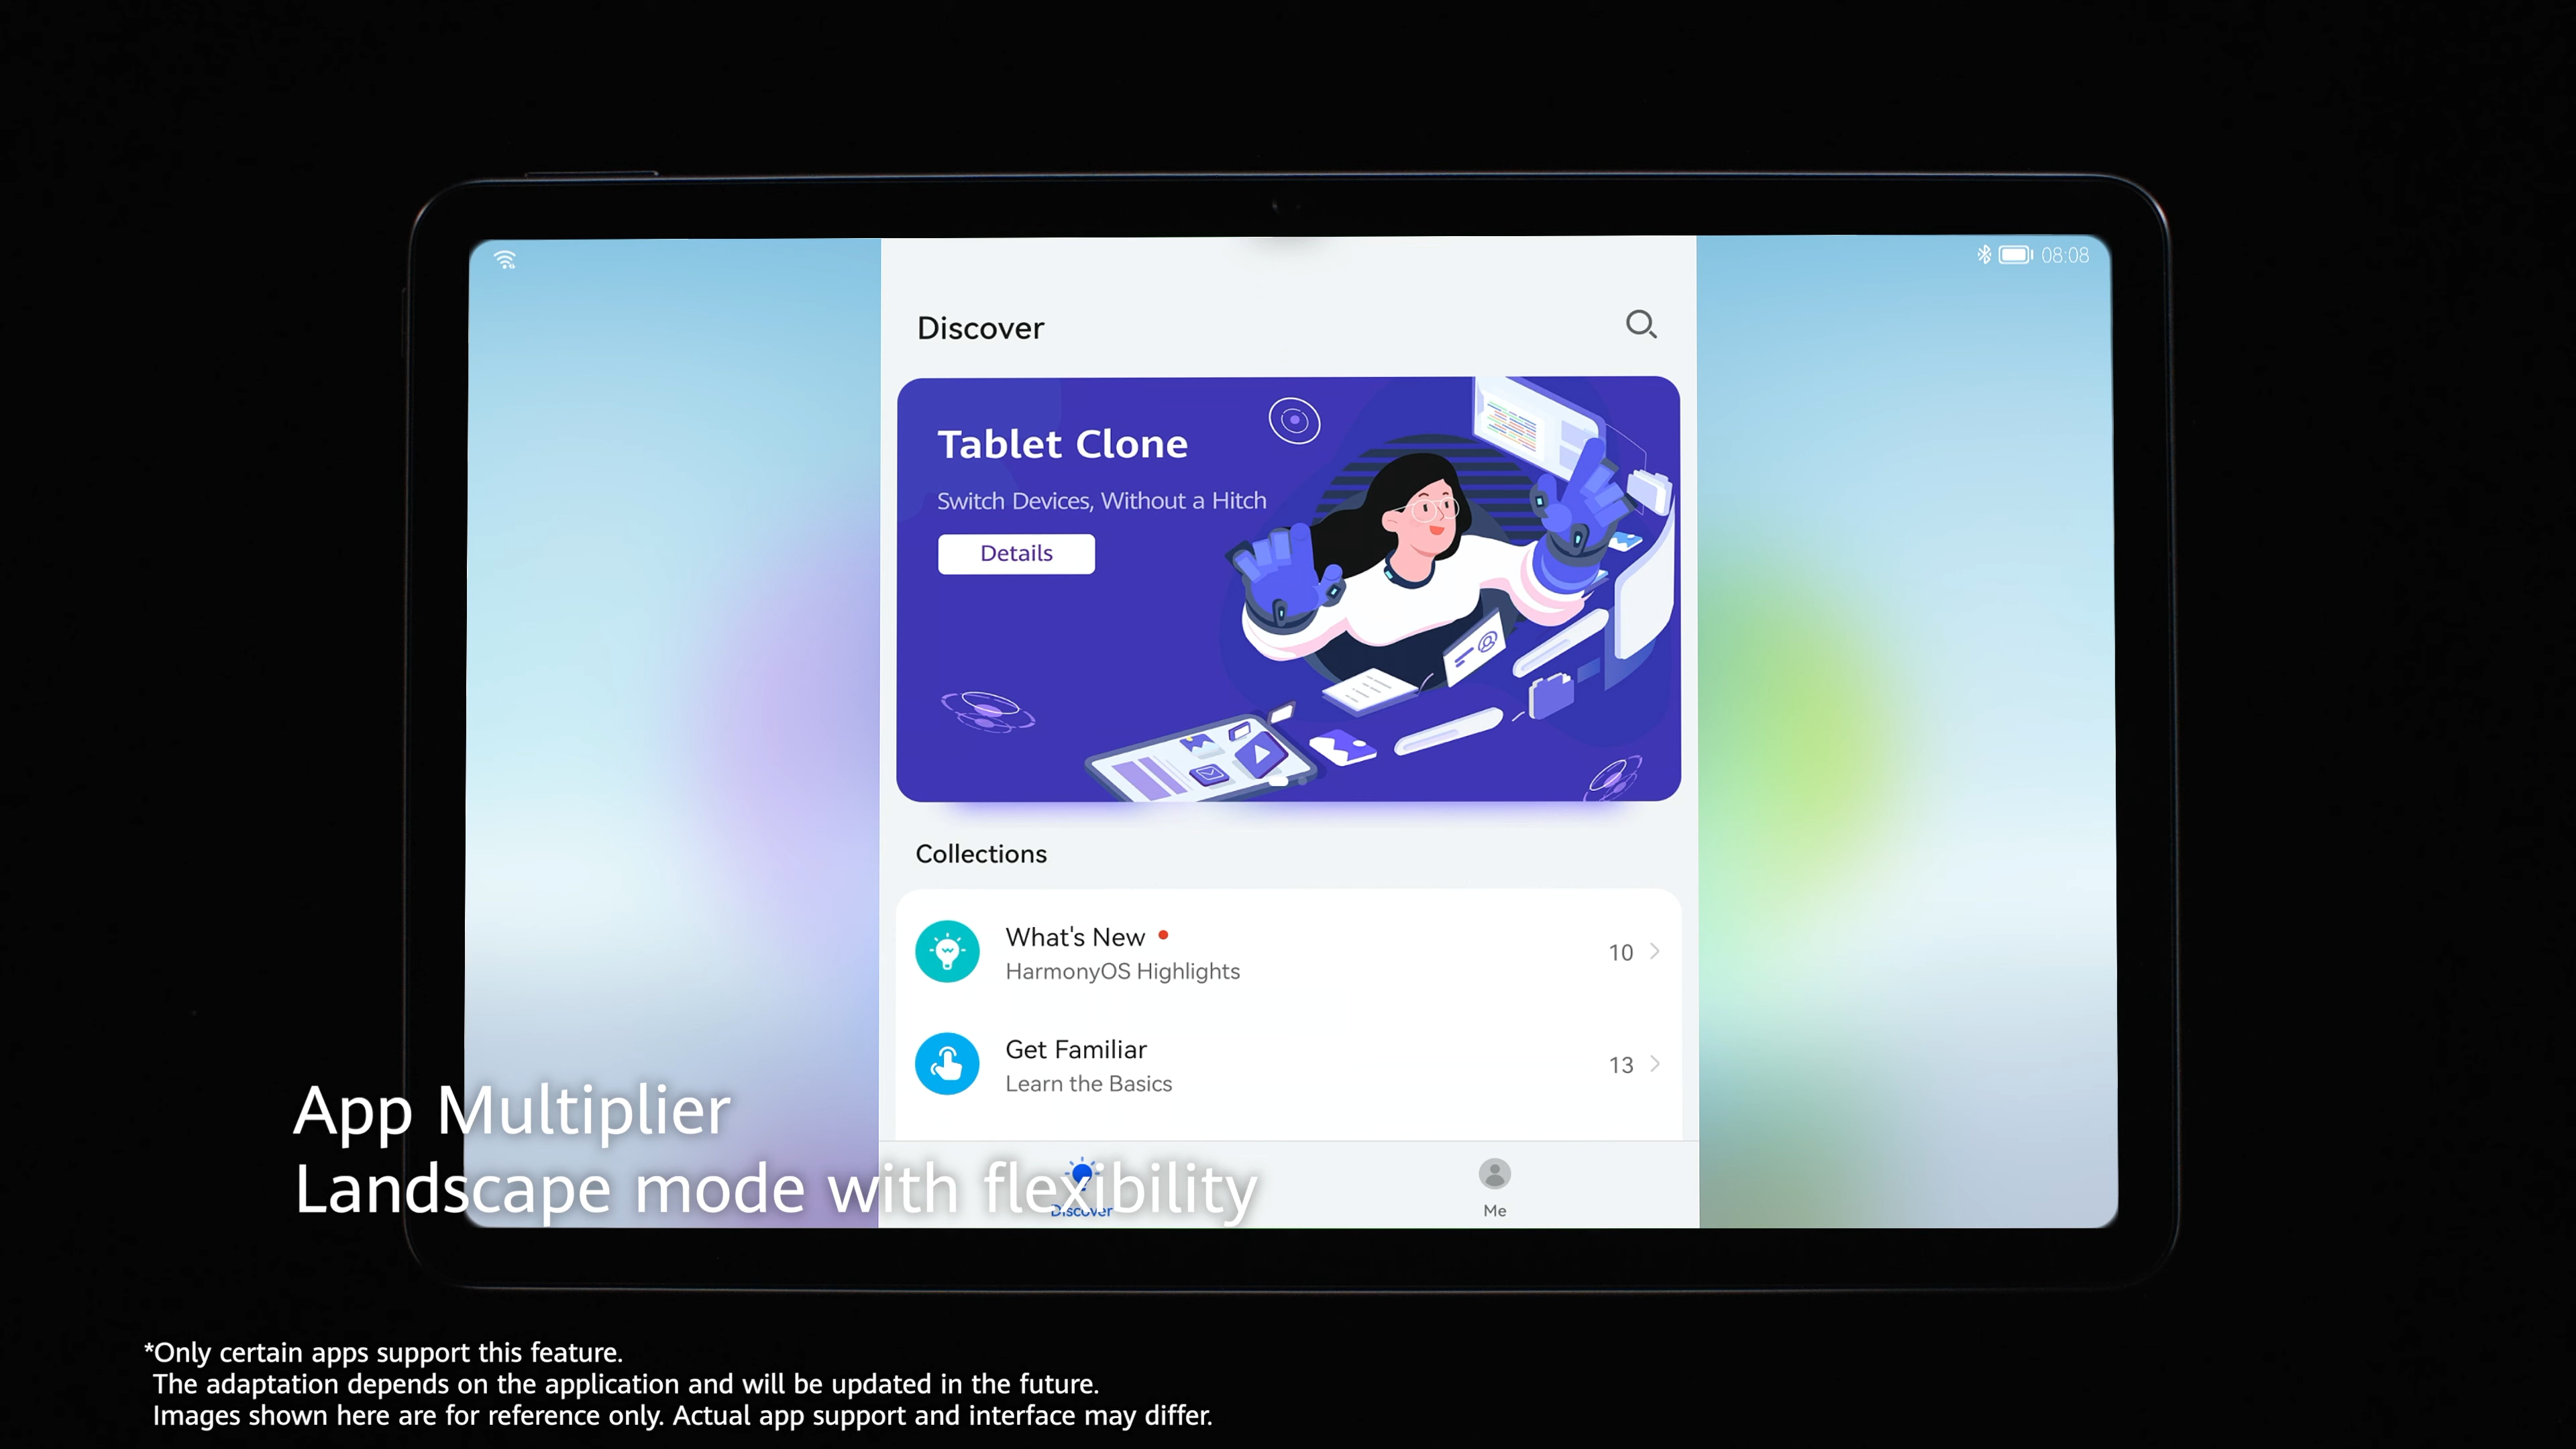 08:08
Discover
Tablet Clone
Switch Devices, Without a Hitch
Details
Collections
What's New
HarmonyOS Highlights
10
Get Familiar
Learn the Basics
13
App Multiplier
Landscape mode with flexibility
Discover
Me
*Only certain apps support this feature.
The adaptation depends on the application and will be updated in the future.
Images shown here are for reference only. Actual app support and interface may differ.